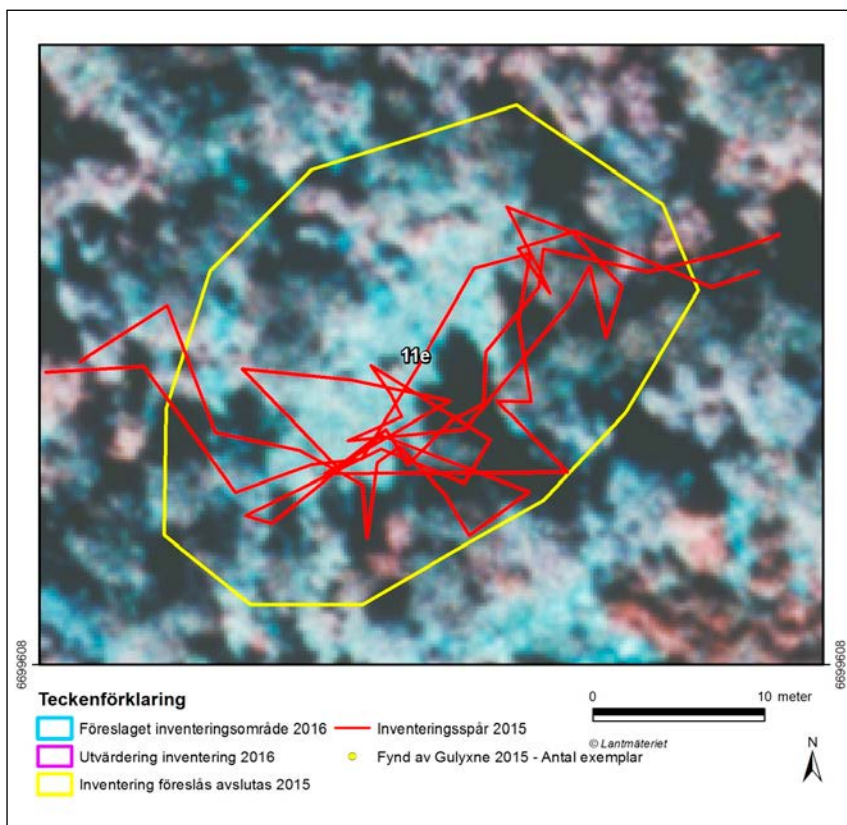 11e
6699608
6699608
Teckenförklaring
Föreslaget inventeringsområde 2016
Utvärdering inventering 2016
Inventering föreslås avslutas 2015
Inventeringsspår 2015
Fynd av Gulyxne 2015 - Antal exemplar
0 10 meter
© Lantmäteriet
N